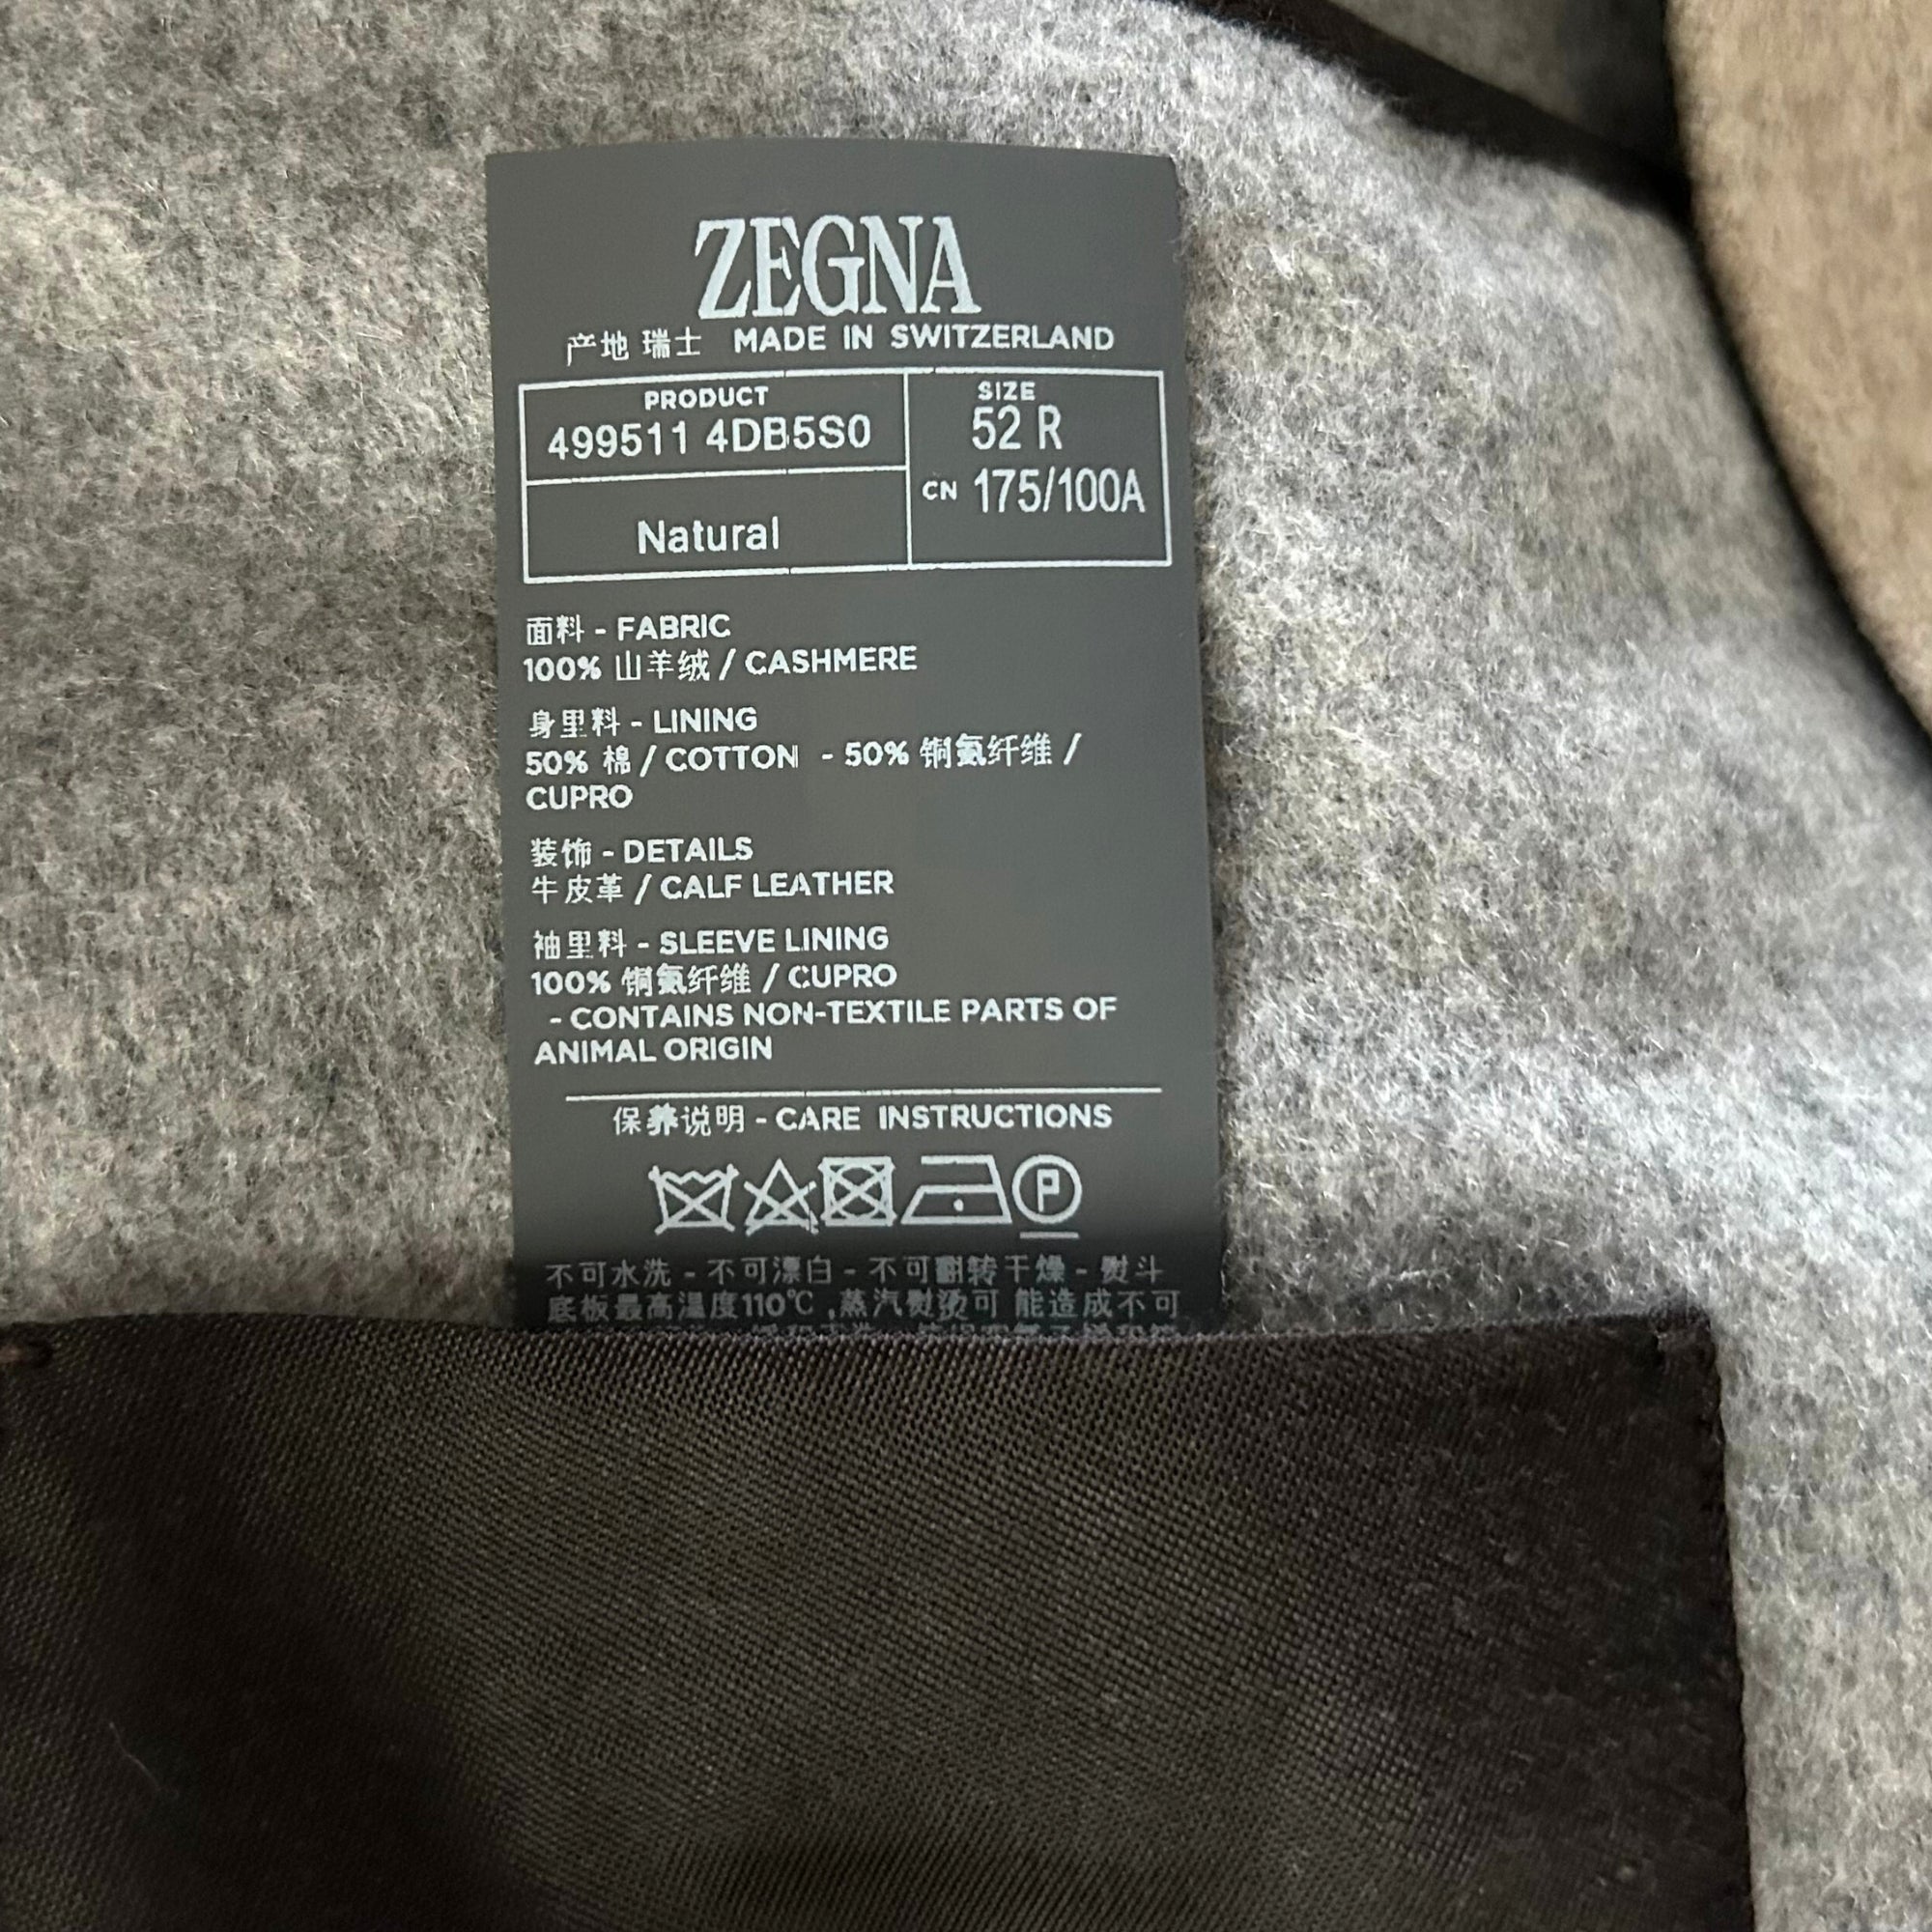 ZEGNA
产地 瑞士 MADE IN SWITZERLAND
PRODUCT
499511 4DB5S0
Natural
SIZE
52 R
CN 175/100A
面料 - FABRIC
100% 山羊绒 / CASHMERE
身里料 - LINING
50% 棉 / COTTON - 50% 铜氨纤维 /
CUPRO
装饰 - DETAILS
牛皮革 / CALF LEATHER
袖里料 - SLEEVE LINING
100% 铜氨纤维 / CUPRO
- CONTAINS NON-TEXTILE PARTS OF
ANIMAL ORIGIN
保养说明 - CARE INSTRUCTIONS
P
不可水洗 - 不可漂白 - 不可翻转干燥 - 熨斗
底板最高温度110℃ ,蒸汽熨烫可 能造成不可